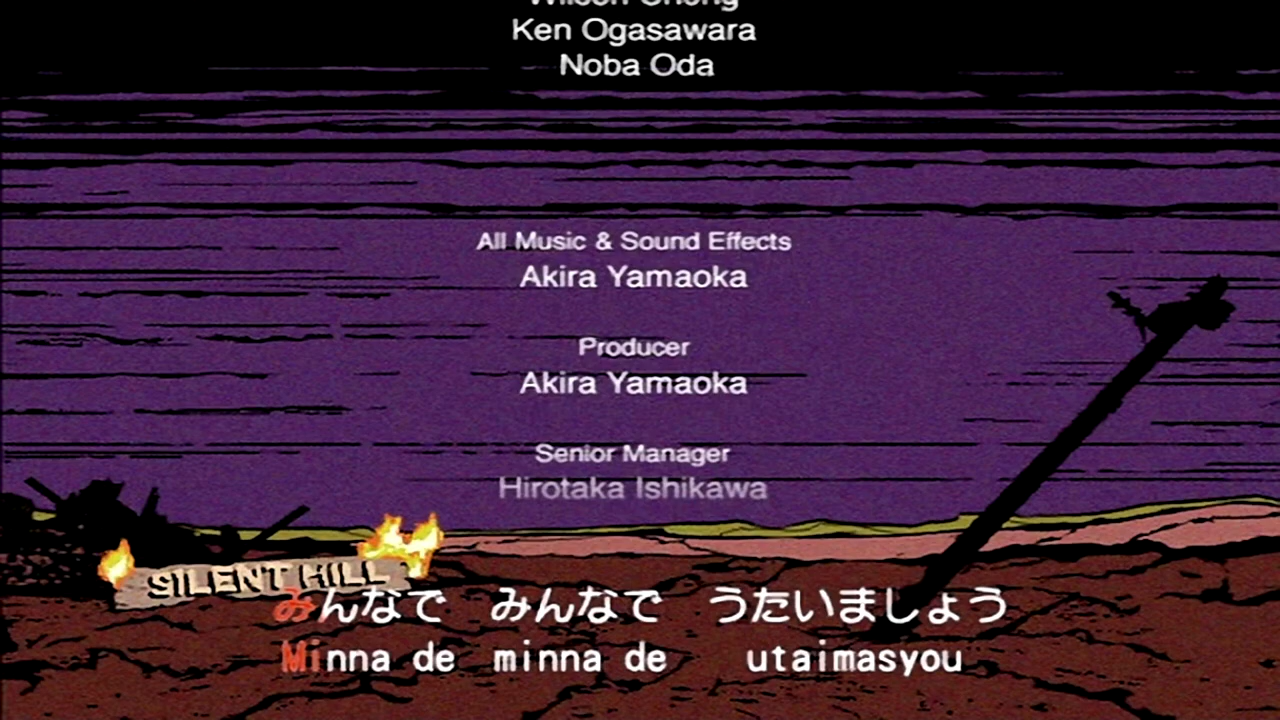 Wilson Cheng
Ken Ogasawara
Noba Oda
All Music & Sound Effects
Akira Yamaoka
Producer
Akira Yamaoka
Senior Manager
Hirotaka Ishikawa
SILENT HILL
みんなで みんなで うたいましょう
Minna de minna de utaimasyou